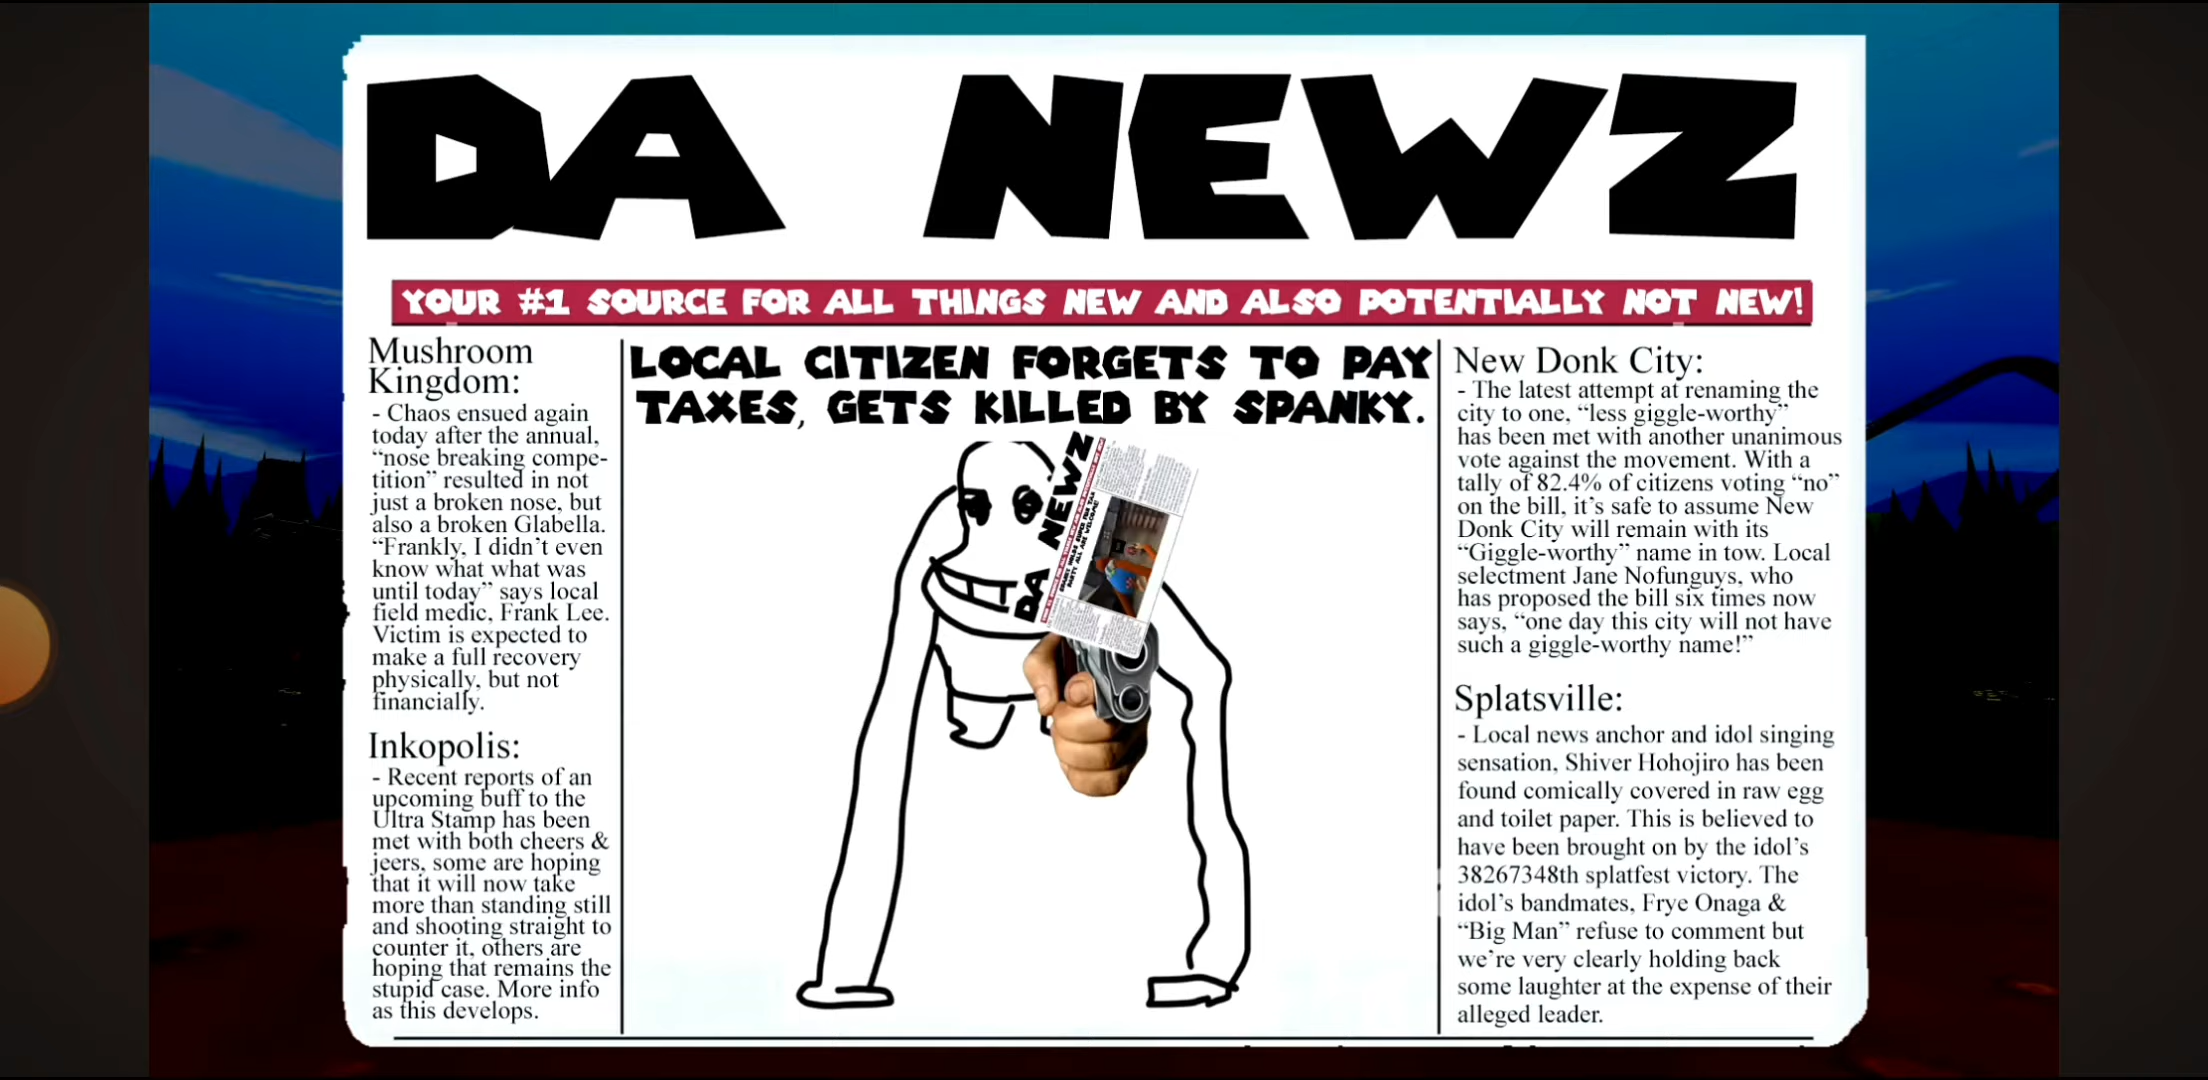 DA NEWZ
YOUR #1 SOURCE FOR ALL THINGS NEW AND ALSO POTENTIALLY NOT NEW!
Mushroom
Kingdom:
- Chaos ensued again
today after the annual,
“nose breaking compe-
tition” resulted in not
just a broken nose, but
also a broken Glabella.
“Frankly, I didn’t even
know what what was
until today” says local
field medic, Frank Lee.
Victim is expected to
make a full recovery
physically, but not
financially.
Inkopolis:
- Recent reports of an
upcoming buff to the
Ultra Stamp has been
met with both cheers &
jeers, some are hoping
that it will now take
more than standing still
and shooting straight to
counter it, others are
hoping that remains the
stupid case. More info
as this develops.
LOCAL CITIZEN FORGETS TO PAY
TAXES, GETS KILLED BY SPANKY.
DA NEWZ
New Donk City:
- The latest attempt at renaming the
city to one, “less giggle-worthy”
has been met with another unanimous
vote against the movement. With a
tally of 82.4% of citizens voting “no”
on the bill, it’s safe to assume New
Donk City will remain with its
“Giggle-worthy” name in tow. Local
selectment Jane Nofunguys, who
has proposed the bill six times now
says, “one day this city will not have
such a giggle-worthy name!”
Splatsville:
- Local news anchor and idol singing
sensation, Shiver Hohojiro has been
found comically covered in raw egg
and toilet paper. This is believed to
have been brought on by the idol’s
38267348th splatfest victory. The
idol’s bandmates, Frye Onaga &
“Big Man” refuse to comment but
we’re very clearly holding back
some laughter at the expense of their
alleged leader.